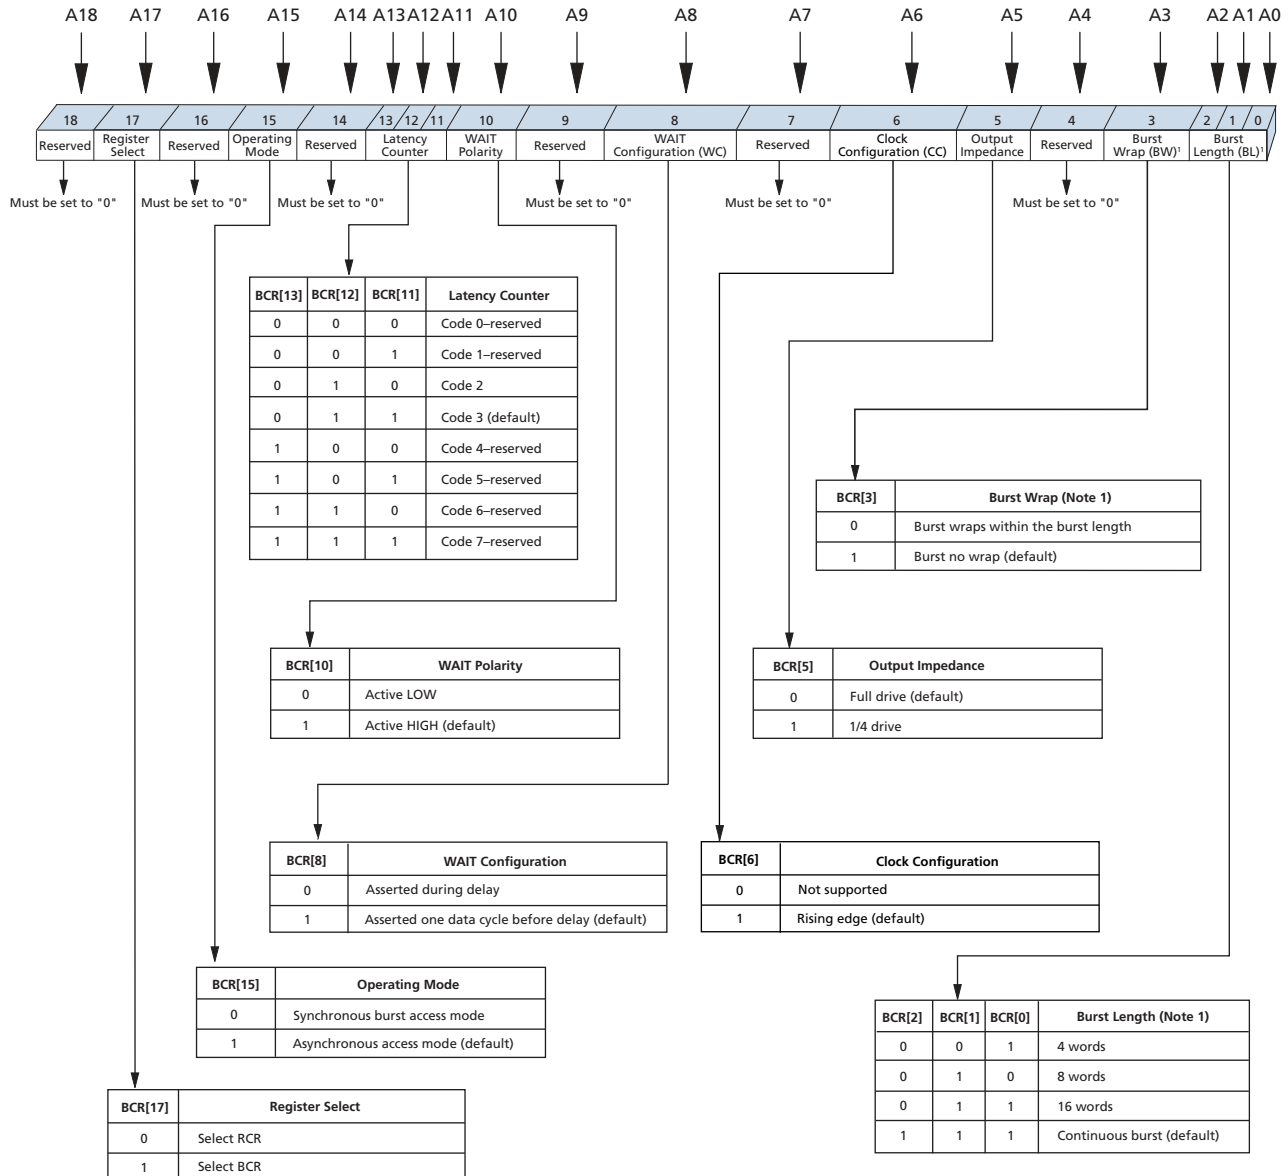 A18 A17 A16 A15 A14 A13 A12 A11 A10 A9 A8 A7 A6 A5 A4 A3 A2 A1 A0
18 17 16 15 14 13 12 11 10 9 8 7 6 5 4 3 2 1 0
Reserved
Register
Select
Reserved
Operating
Mode
Reserved
Latency
Counter
WAIT
Polarity
Reserved
WAIT
Configuration (WC)
Reserved
Clock
Configuration (CC)
Output
Impedance
Reserved
Burst
Wrap (BW)¹
Burst
Length (BL)¹
Must be set to "0" Must be set to "0" Must be set to "0" Must be set to "0" Must be set to "0" Must be set to "0"
BCR[13] BCR[12] BCR[11] Latency Counter
0 0 0 Code 0–reserved
0 0 1 Code 1–reserved
0 1 0 Code 2
0 1 1 Code 3 (default)
1 0 0 Code 4–reserved
1 0 1 Code 5–reserved
1 1 0 Code 6–reserved
1 1 1 Code 7–reserved
BCR[3] Burst Wrap (Note 1)
0 Burst wraps within the burst length
1 Burst no wrap (default)
BCR[10] WAIT Polarity
0 Active LOW
1 Active HIGH (default)
BCR[5] Output Impedance
0 Full drive (default)
1 1/4 drive
BCR[8] WAIT Configuration
0 Asserted during delay
1 Asserted one data cycle before delay (default)
BCR[6] Clock Configuration
0 Not supported
1 Rising edge (default)
BCR[15] Operating Mode
0 Synchronous burst access mode
1 Asynchronous access mode (default)
BCR[2] BCR[1] BCR[0] Burst Length (Note 1)
0 0 1 4 words
0 1 0 8 words
0 1 1 16 words
1 1 1 Continuous burst (default)
BCR[17] Register Select
0 Select RCR
1 Select BCR